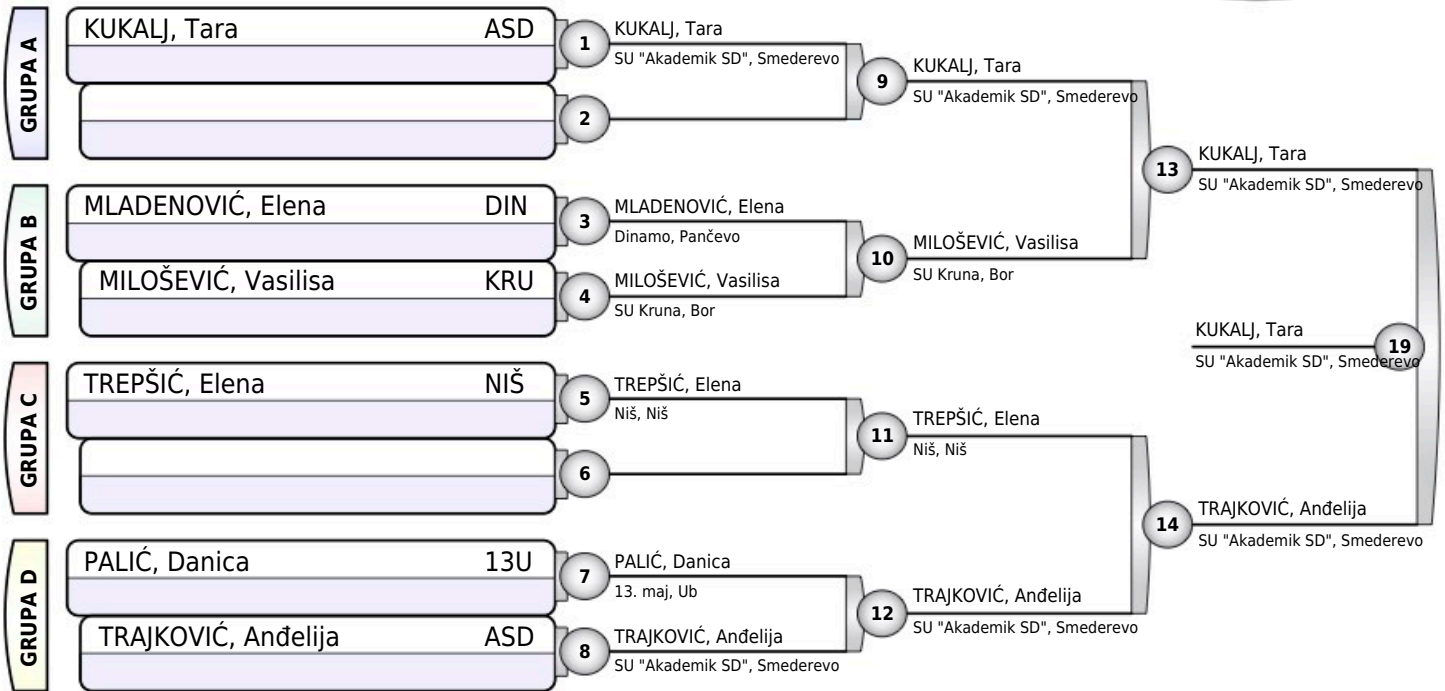 GRUPA A
KUKALJ, Tara ASD
1
KUKALJ, Tara
SU "Akademik SD", Smederevo
2
9
KUKALJ, Tara
SU "Akademik SD", Smederevo
GRUPA B
MLADENOVIĆ, Elena DIN
3
MLADENOVIĆ, Elena
Dinamo, Pančevo
MILOŠEVIĆ, Vasilisa KRU
4
MILOŠEVIĆ, Vasilisa
SU Kruna, Bor
10
MILOŠEVIĆ, Vasilisa
SU Kruna, Bor
13
KUKALJ, Tara
SU "Akademik SD", Smederevo
GRUPA C
TREPŠIĆ, Elena NIŠ
5
TREPŠIĆ, Elena
Niš, Niš
6
11
TREPŠIĆ, Elena
Niš, Niš
GRUPA D
PALIĆ, Danica 13U
7
PALIĆ, Danica
13. maj, Ub
TRAJKOVIĆ, Anđelija ASD
8
TRAJKOVIĆ, Anđelija
SU "Akademik SD", Smederevo
12
TRAJKOVIĆ, Anđelija
SU "Akademik SD", Smederevo
14
TRAJKOVIĆ, Anđelija
SU "Akademik SD", Smederevo
KUKALJ, Tara
19
SU "Akademik SD", Smederevo